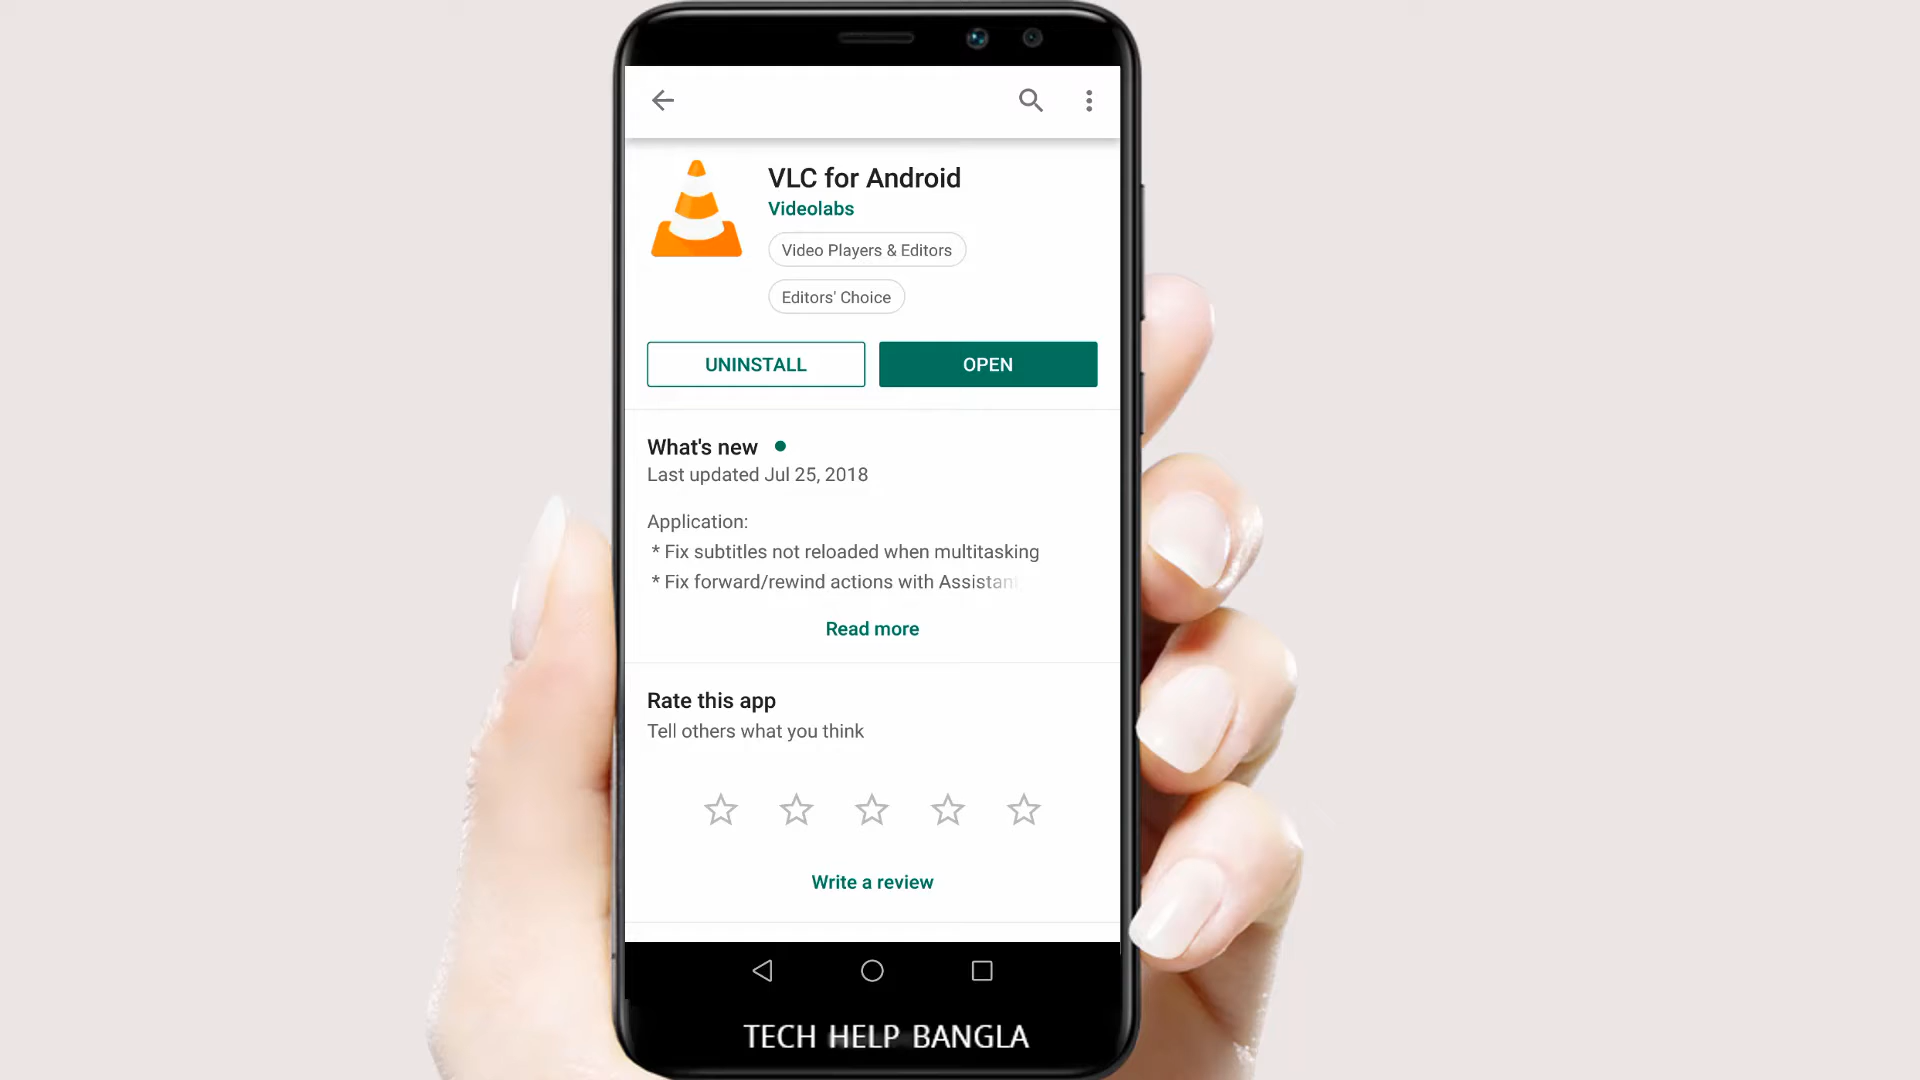 VLC for Android
Videolabs
Video Players & Editors
Editors' Choice
UNINSTALL
OPEN
What's new
Last updated Jul 25, 2018
Application:
* Fix subtitles not reloaded when multitasking
* Fix forward/rewind actions with Assistan
Read more
Rate this app
Tell others what you think
Write a review
TECH HELP BANGLA